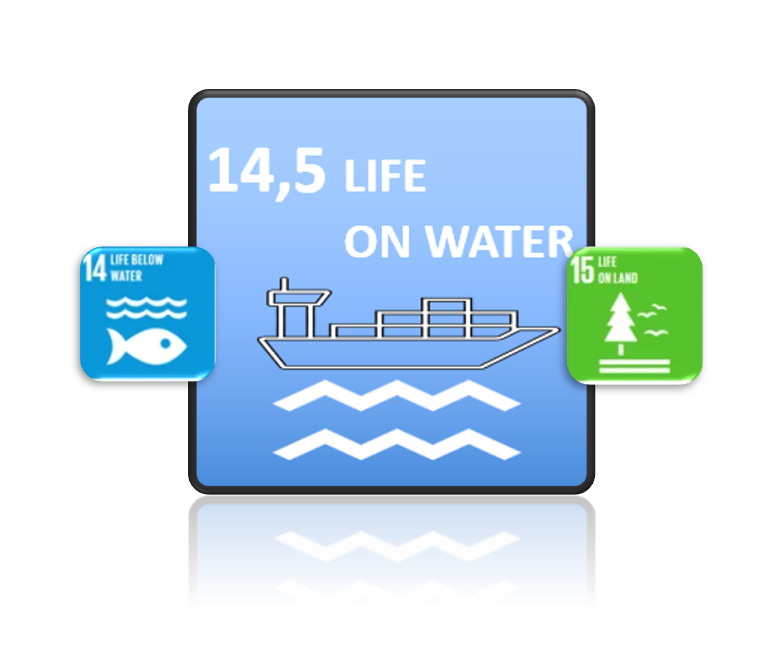 14,5 LIFE
ON WATER
14 LIFE BELOW
WATER
15 LIFE
ON LAND